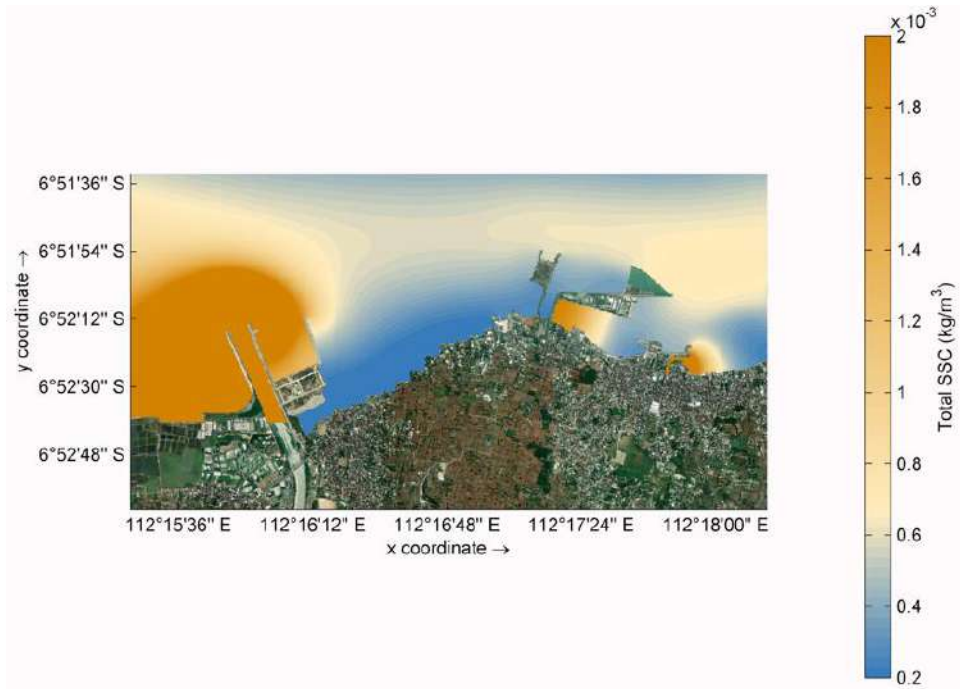 x 10⁻³
2
1.8
1.6
1.4
1.2
1
0.8
0.6
0.4
0.2
Total SSC (kg/m³)
6°51'36" S
6°51'54" S
6°52'12" S
6°52'30" S
6°52'48" S
y coordinate →
112°15'36" E 112°16'12" E 112°16'48" E 112°17'24" E 112°18'00" E
x coordinate →